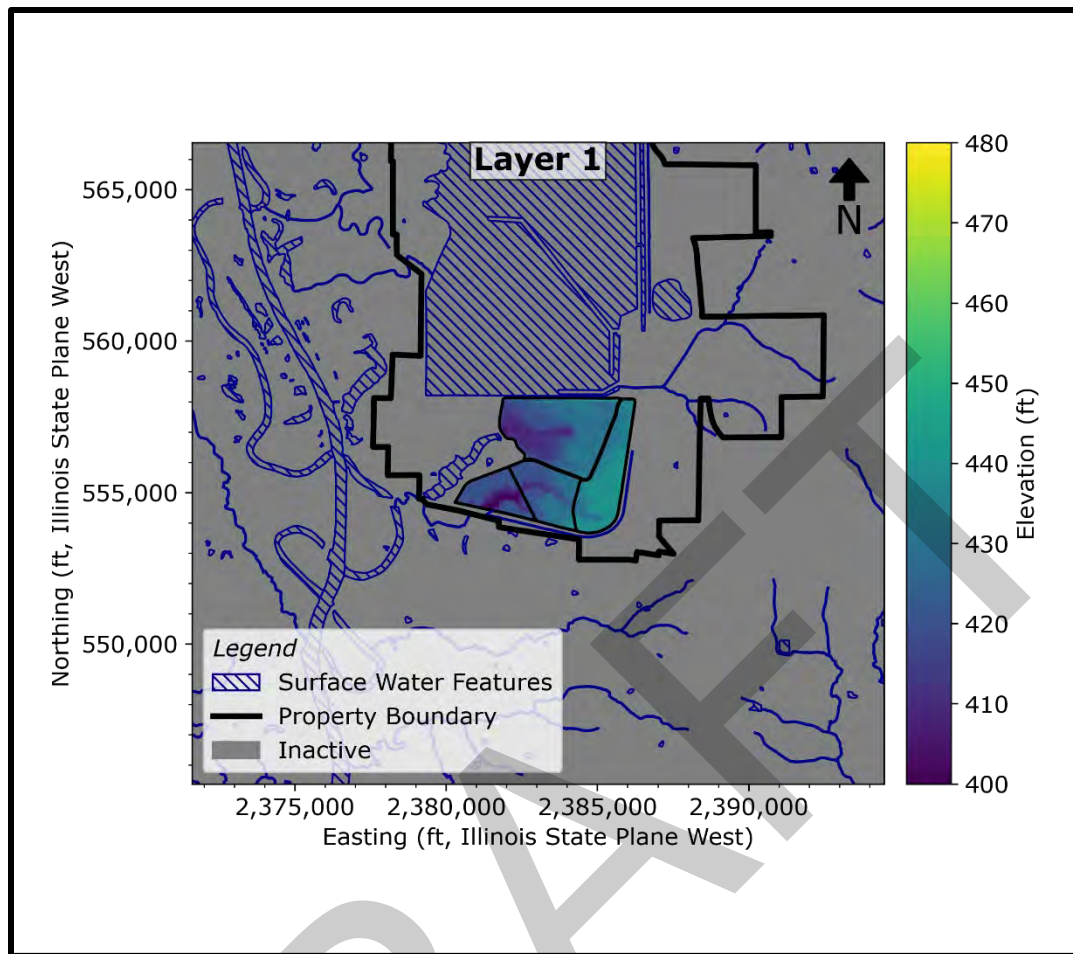 Layer 1
N
565,000
560,000
555,000
550,000
Northing (ft, Illinois State Plane West)
Legend
Surface Water Features
Property Boundary
Inactive
2,375,000
2,380,000
2,385,000
2,390,000
Easting (ft, Illinois State Plane West)
480
470
460
450
440
430
420
410
400
Elevation (ft)
DRAFT